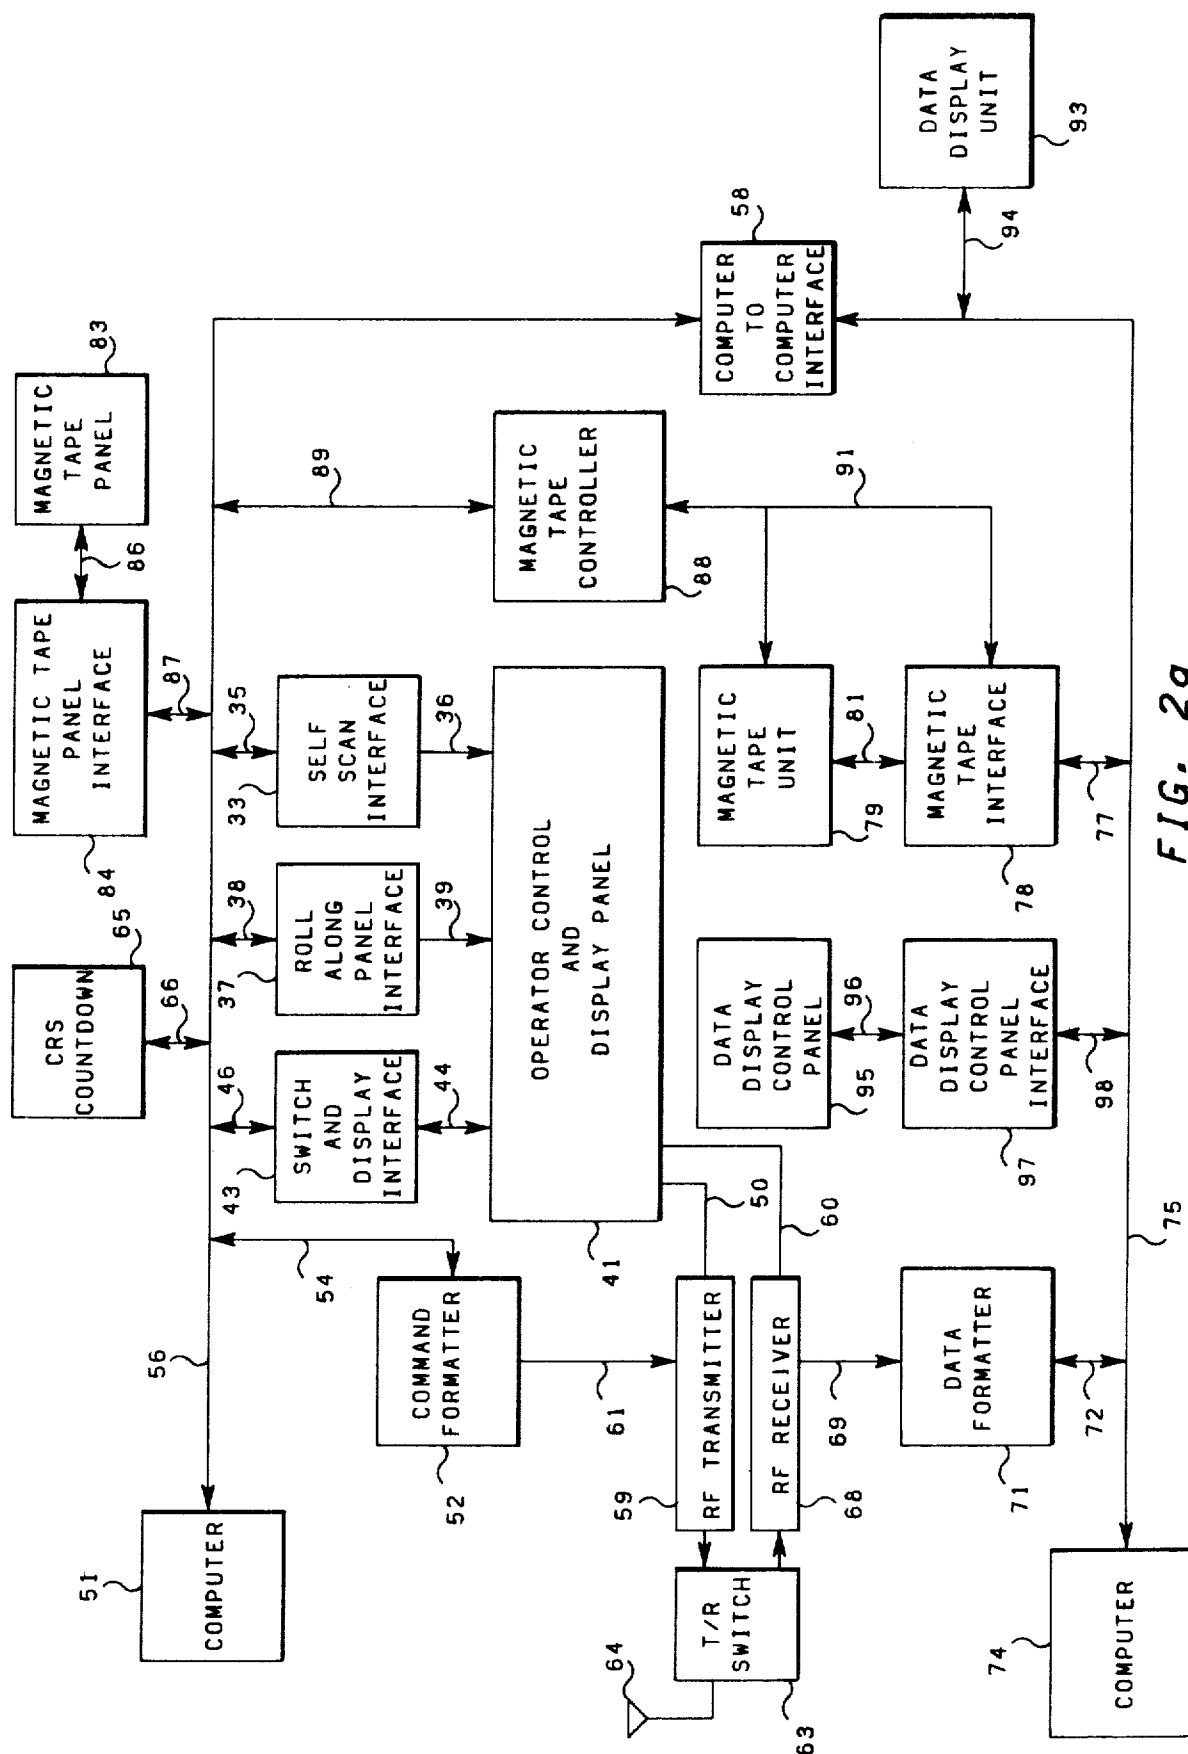 51
COMPUTER
56
CRS
COUNTDOWN
65
66
MAGNETIC TAPE
PANEL
INTERFACE
84
86
87
MAGNETIC
TAPE
PANEL
83
54
46
SWITCH
AND
DISPLAY
INTERFACE
43
44
38
ROLL
ALONG
PANEL
INTERFACE
37
39
35
SELF
SCAN
INTERFACE
33
36
89
COMMAND
FORMATTER
52
61
OPERATOR CONTROL
AND
DISPLAY PANEL
41
MAGNETIC
TAPE
CONTROLLER
88
91
COMPUTER
TO
COMPUTER
INTERFACE
58
64
T/R
SWITCH
63
RF TRANSMITTER
59
50
RF RECEIVER
68
60
69
DATA
DISPLAY
CONTROL
PANEL
95
96
MAGNETIC
TAPE
UNIT
79
81
DATA
DISPLAY
UNIT
93
94
DATA
FORMATTER
71
72
DATA
DISPLAY
CONTROL
PANEL
INTERFACE
97
98
MAGNETIC
TAPE
INTERFACE
78
77
74
COMPUTER
75
FIG. 2a